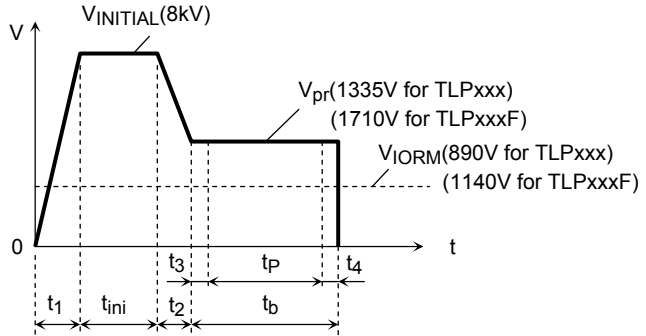 VINITIAL(8kV)
V
Vpr(1335V for TLPxxx)
(1710V for TLPxxxF)
VIORM(890V for TLPxxx)
(1140V for TLPxxxF)
0
t
t3
tP
t4
t1
tini
t2
tb